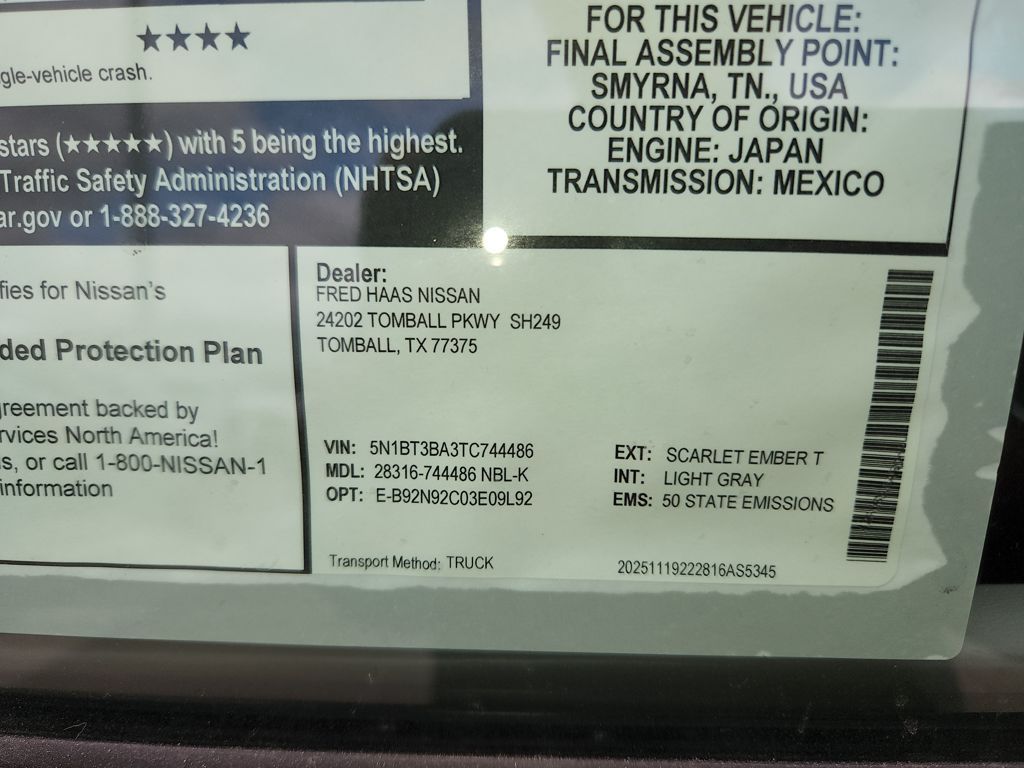 ★★★★
gle-vehicle crash.
stars (★★★★★) with 5 being the highest.
Traffic Safety Administration (NHTSA)
ar.gov or 1-888-327-4236
FOR THIS VEHICLE:
FINAL ASSEMBLY POINT:
SMYRNA, TN., USA
COUNTRY OF ORIGIN:
ENGINE: JAPAN
TRANSMISSION: MEXICO
fies for Nissan's
ded Protection Plan
greement backed by
rvices North America!
s, or call 1-800-NISSAN-1
information
Dealer:
FRED HAAS NISSAN
24202 TOMBALL PKWY SH249
TOMBALL, TX 77375
VIN: 5N1BT3BA3TC744486
MDL: 28316-744486 NBL-K
OPT: E-B92N92C03E09L92
EXT: SCARLET EMBER T
INT: LIGHT GRAY
EMS: 50 STATE EMISSIONS
Transport Method: TRUCK
20251119222816AS5345